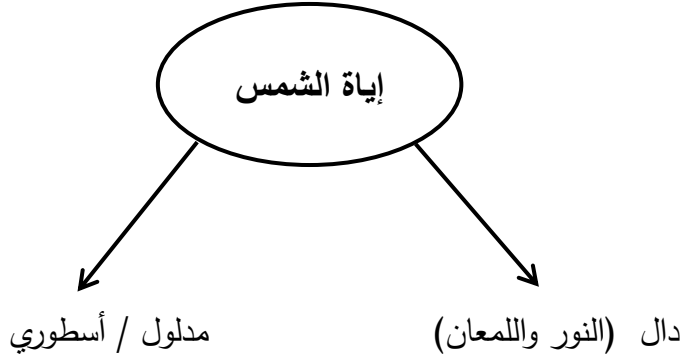 إياة الشمس
دال (النور واللمعان)
مدلول / أسطوري